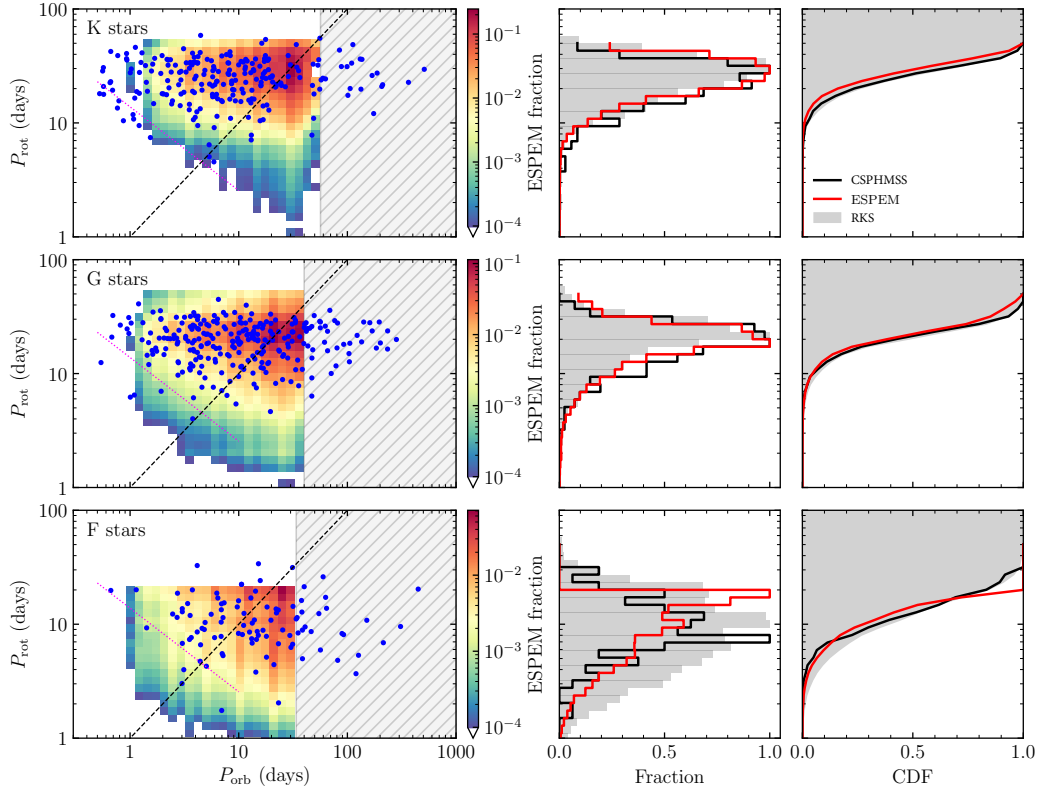 K stars
P_rot (days)
100
10
1
10^−1
10^−2
10^−3
10^−4
ESPEM fraction
CSPHMSS
ESPEM
RKS
G stars
P_rot (days)
100
10
1
10^−1
10^−2
10^−3
10^−4
ESPEM fraction
F stars
P_rot (days)
100
10
1
10^−2
10^−3
10^−4
ESPEM fraction
1 10 100 1000
P_orb (days)
0.0 0.5 1.0
Fraction
0.0 0.5 1.0
CDF